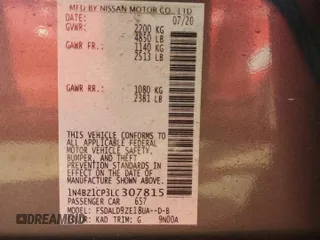 MFD BY NISSAN MOTOR CO., LTD
07/20
GVWR: 2200 KG
4850 LB
GAWR FR: 1140 KG
2513 LB
GAWR RR: 1080 KG
2381 LB
THIS VEHICLE CONFORMS TO
ALL APPLICABLE FEDERAL
MOTOR VEHICLE SAFETY,
BUMPER, AND THEFT
PREVENTION STANDARDS
IN EFFECT ON THE DATE OF
MANUFACTURE SHOWN ABOVE.
1N4BZ1CP3LC307815
PASSENGER CAR 657
MODEL: FSDALD9ZE18UA--D-B
COLOR: KAD TRIM: G 9N00A
DREAMBID